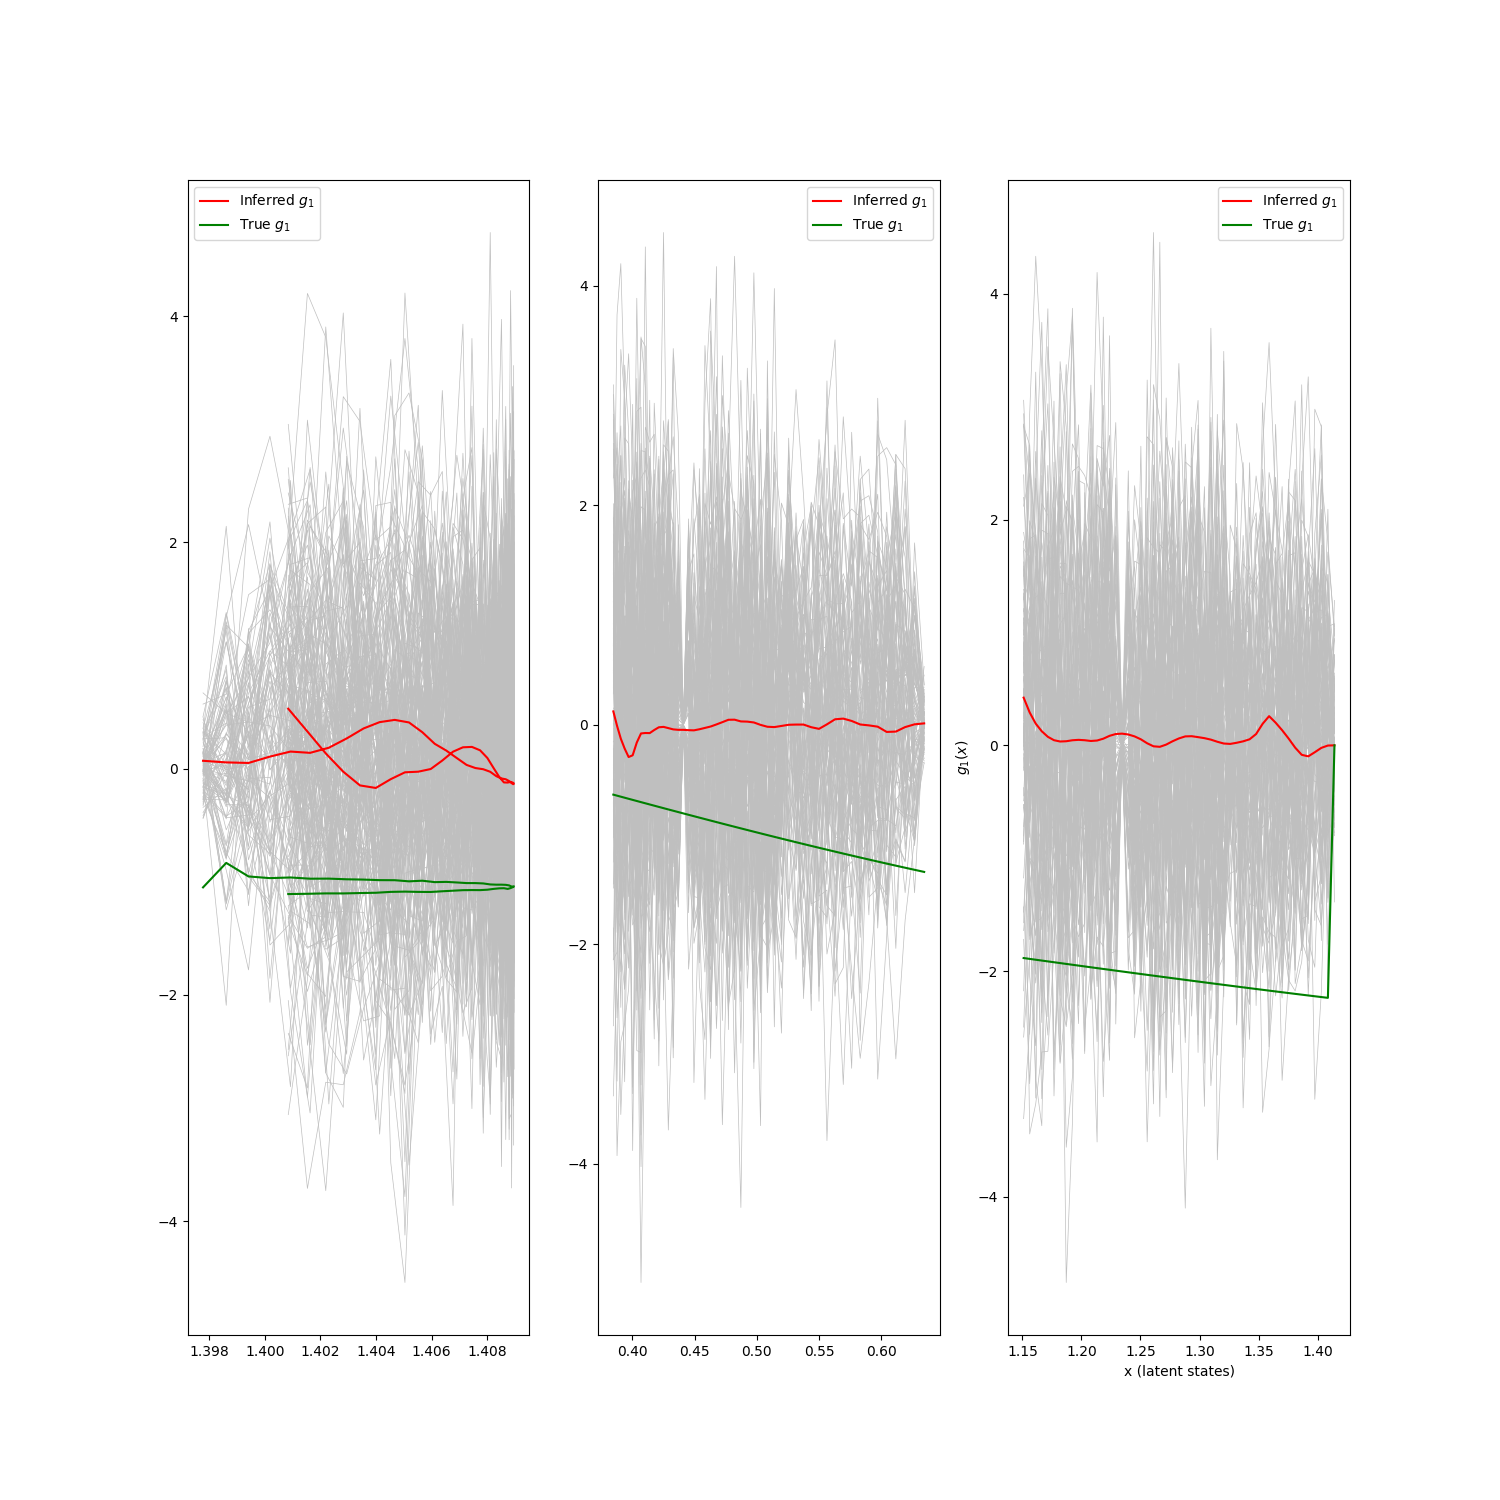 Inferred g₁
True g₁
4
2
0
−2
−4
1.398 1.400 1.402 1.404 1.406 1.408
Inferred g₁
True g₁
4
2
0
−2
−4
0.40 0.45 0.50 0.55 0.60
Inferred g₁
True g₁
g₁(x)
4
2
0
−2
−4
1.15 1.20 1.25 1.30 1.35 1.40
x (latent states)